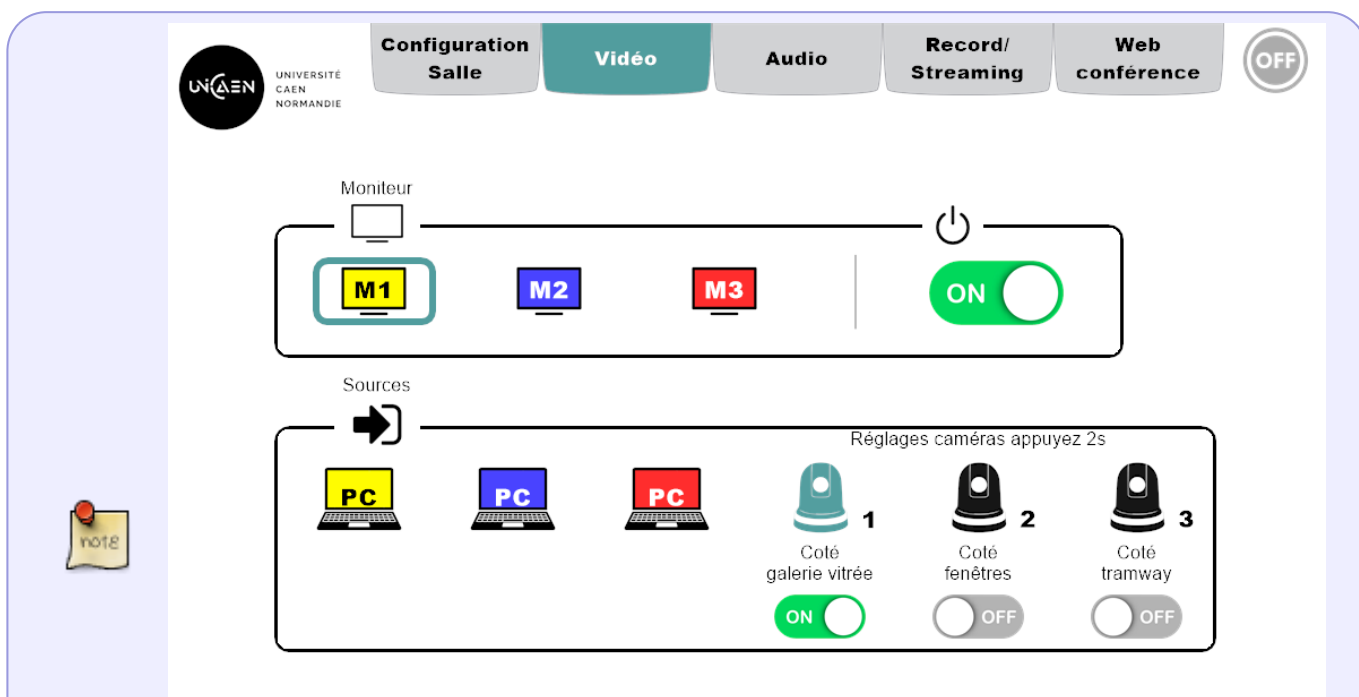 Configuration
Salle
Vidéo
Audio
Record/
Streaming
Web
conférence
OFF
UNICAEN
UNIVERSITÉ
CAEN
NORMANDIE
Moniteur
M1
M2
M3
ON
Sources
Réglages caméras appuyez 2s
PC
PC
PC
1
2
3
Coté
galerie vitrée
Coté
fenêtres
Coté
tramway
ON
OFF
OFF
note